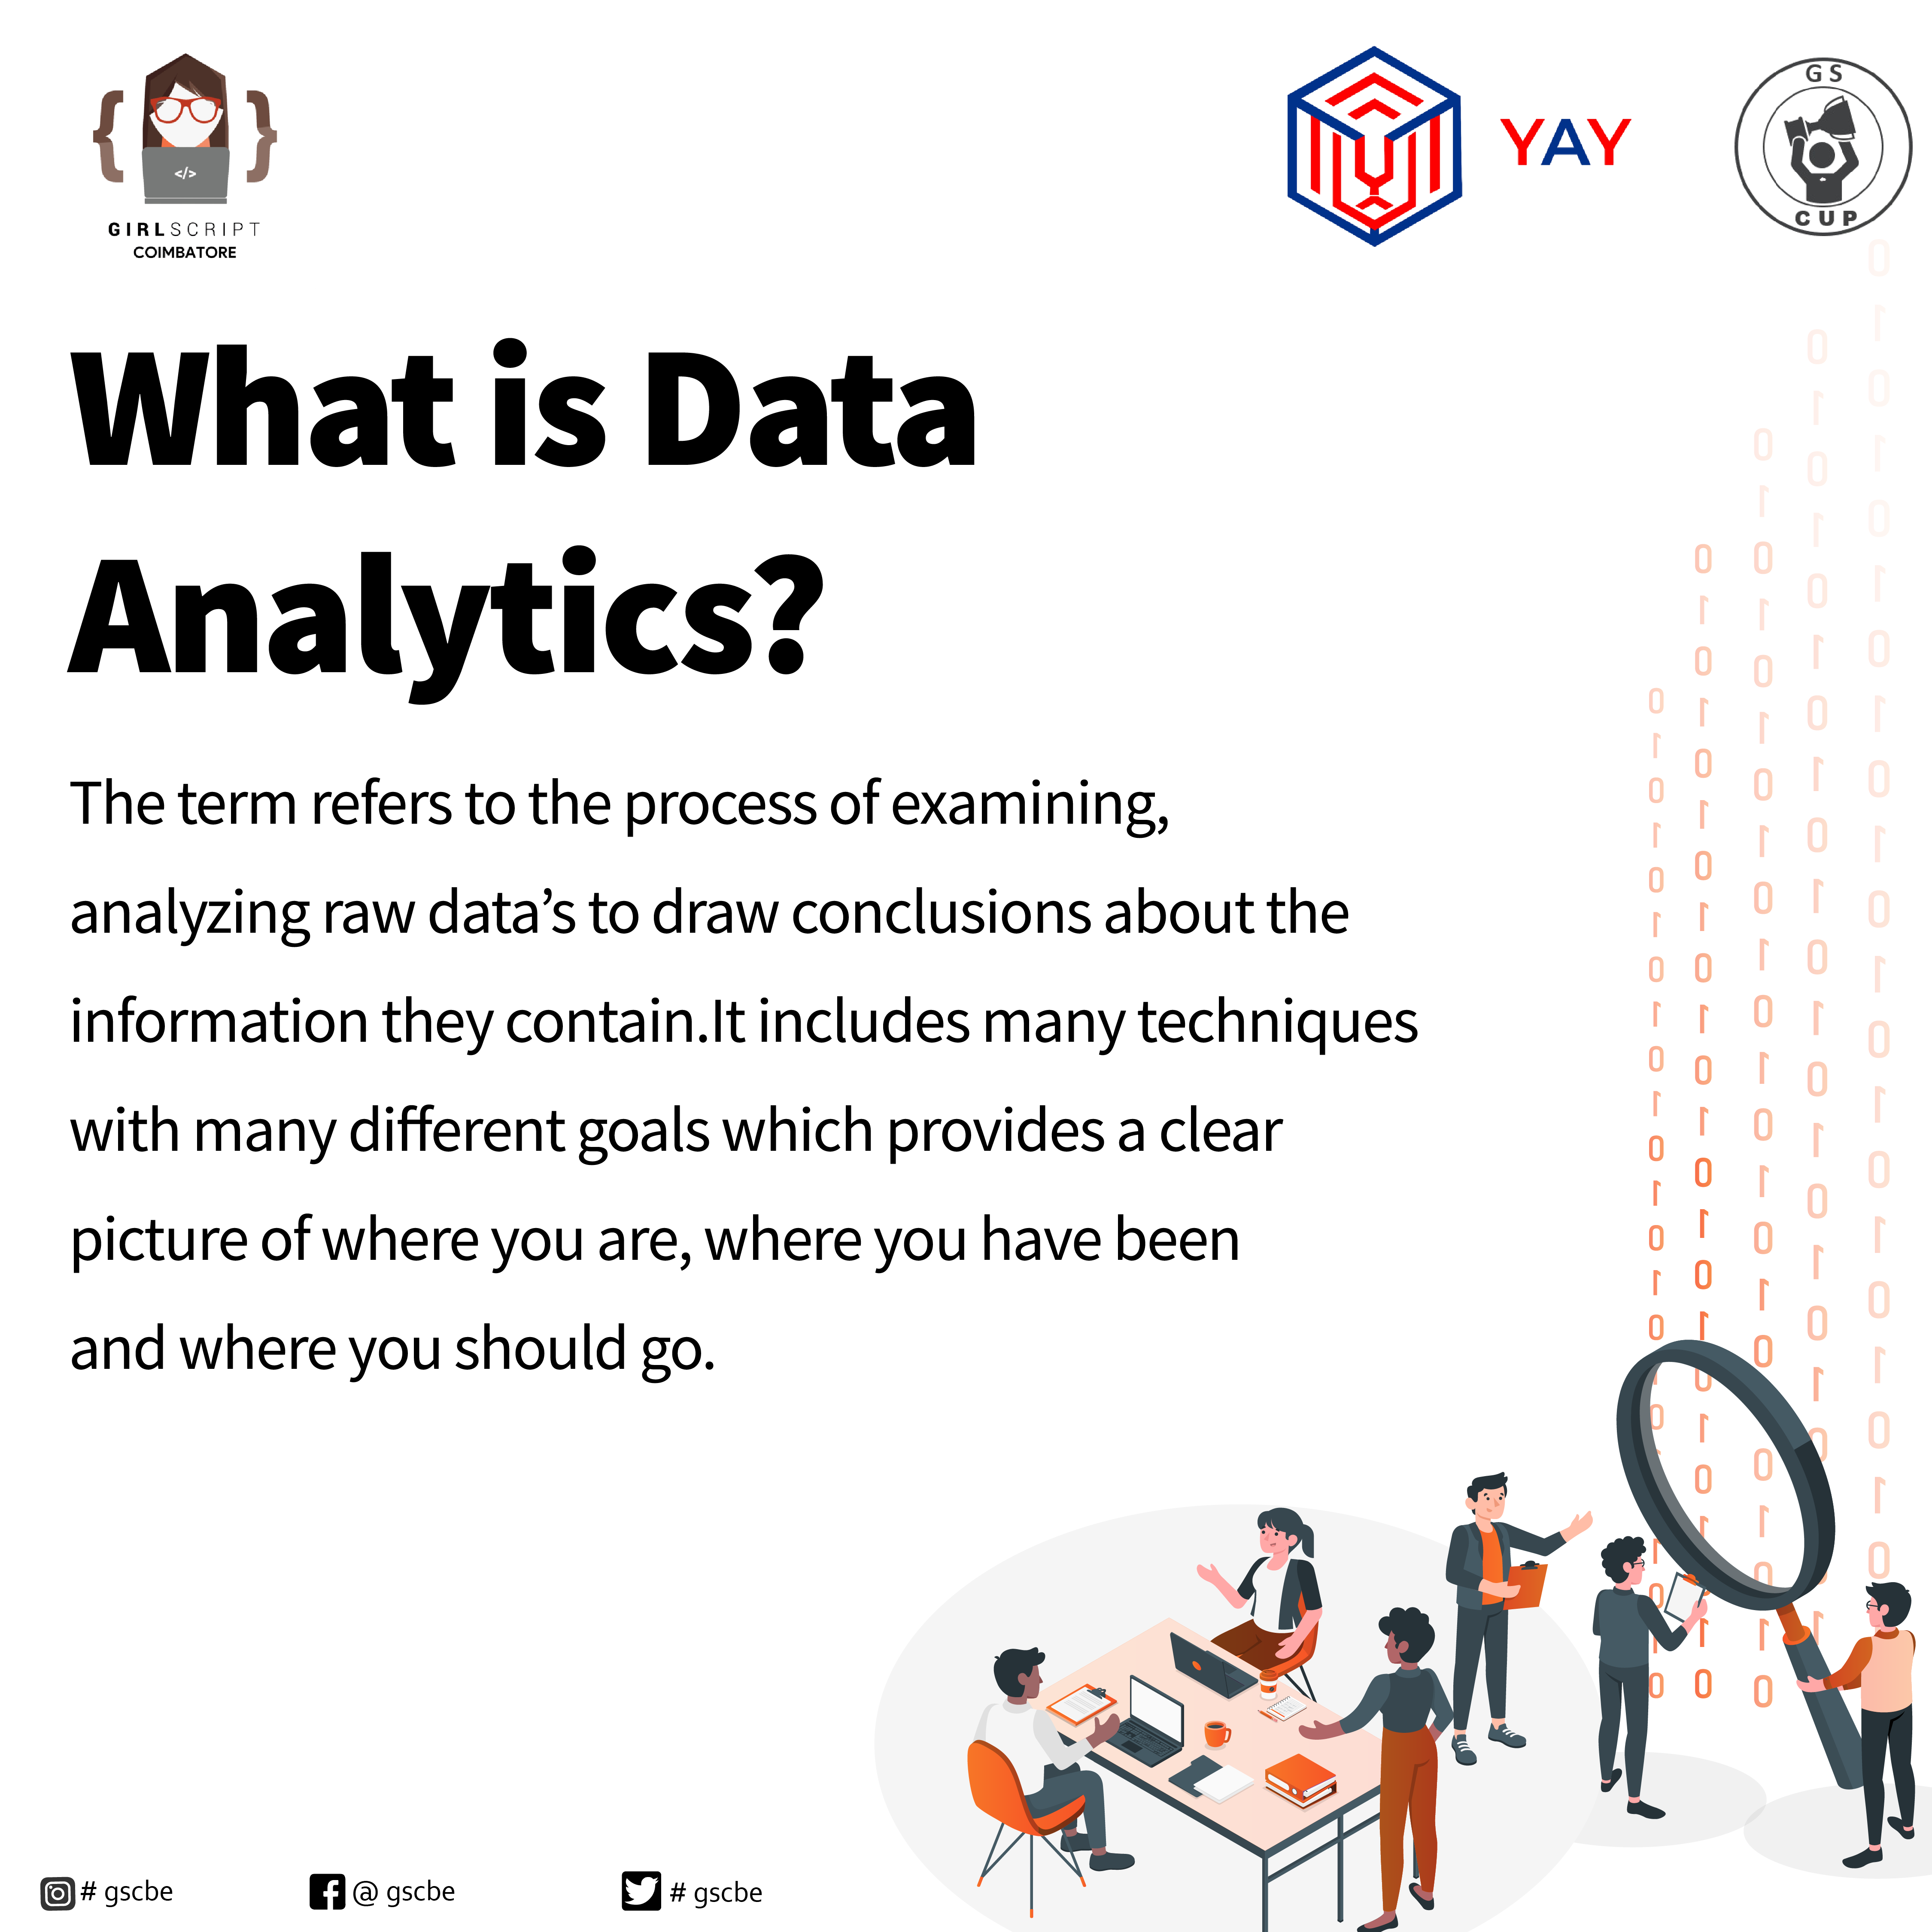 </>
GIRLSCRIPT
COIMBATORE
YAY
GS
CUP
What is Data
Analytics?
The term refers to the process of examining,
analyzing raw data’s to draw conclusions about the
information they contain.It includes many techniques
with many different goals which provides a clear
picture of where you are, where you have been
and where you should go.
# gscbe
@ gscbe
# gscbe